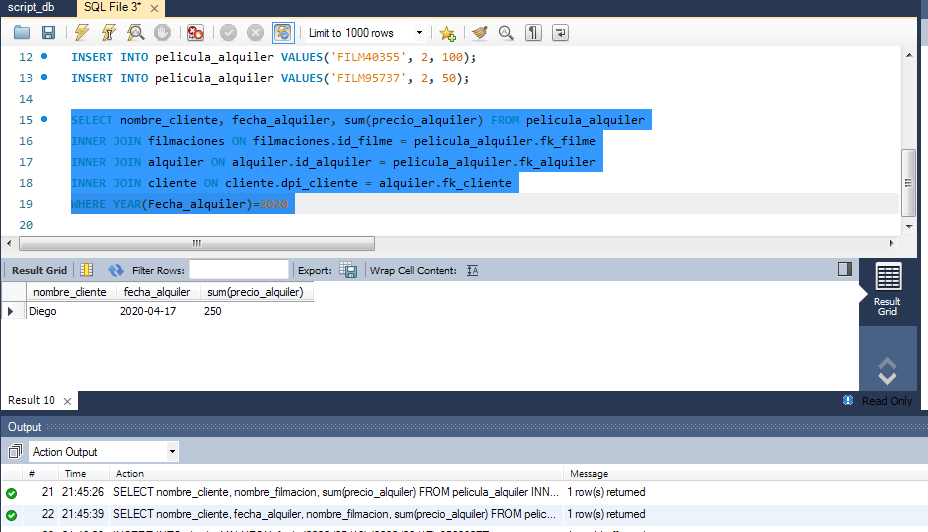 script_db SQL File 3* ×
Limit to 1000 rows
12 INSERT INTO pelicula_alquiler VALUES('FILM40355', 2, 100);
13 INSERT INTO pelicula_alquiler VALUES('FILM95737', 2, 50);
14
15 SELECT nombre_cliente, fecha_alquiler, sum(precio_alquiler) FROM pelicula_alquiler
16 INNER JOIN filmaciones ON filmaciones.id_filme = pelicula_alquiler.fk_filme
17 INNER JOIN alquiler ON alquiler.id_alquiler = pelicula_alquiler.fk_alquiler
18 INNER JOIN cliente ON cliente.dpi_cliente = alquiler.fk_cliente
19 WHERE YEAR(Fecha_alquiler)=2020
20
Result Grid Filter Rows: Export: Wrap Cell Content:
nombre_cliente fecha_alquiler sum(precio_alquiler)
Diego 2020-04-17 250
Result
Grid
Result 10 × Read Only
Output
Action Output
# Time Action Message
21 21:45:26 SELECT nombre_cliente, nombre_filmacion, sum(precio_alquiler) FROM pelicula_alquiler INN... 1 row(s) returned
22 21:45:39 SELECT nombre_cliente, fecha_alquiler, nombre_filmacion, sum(precio_alquiler) FROM pelic... 1 row(s) returned